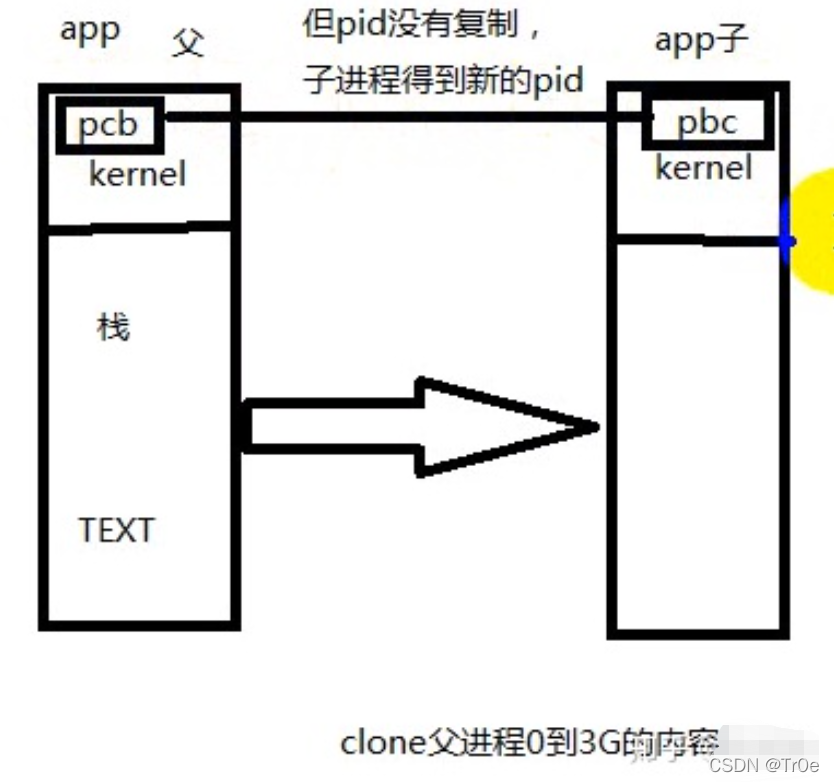 app 父
但pid没有复制，
子进程得到新的pid
app子
pcb
kernel
pbc
kernel
栈
TEXT
clone父进程0到3G的内容
CSDN @Tr0e